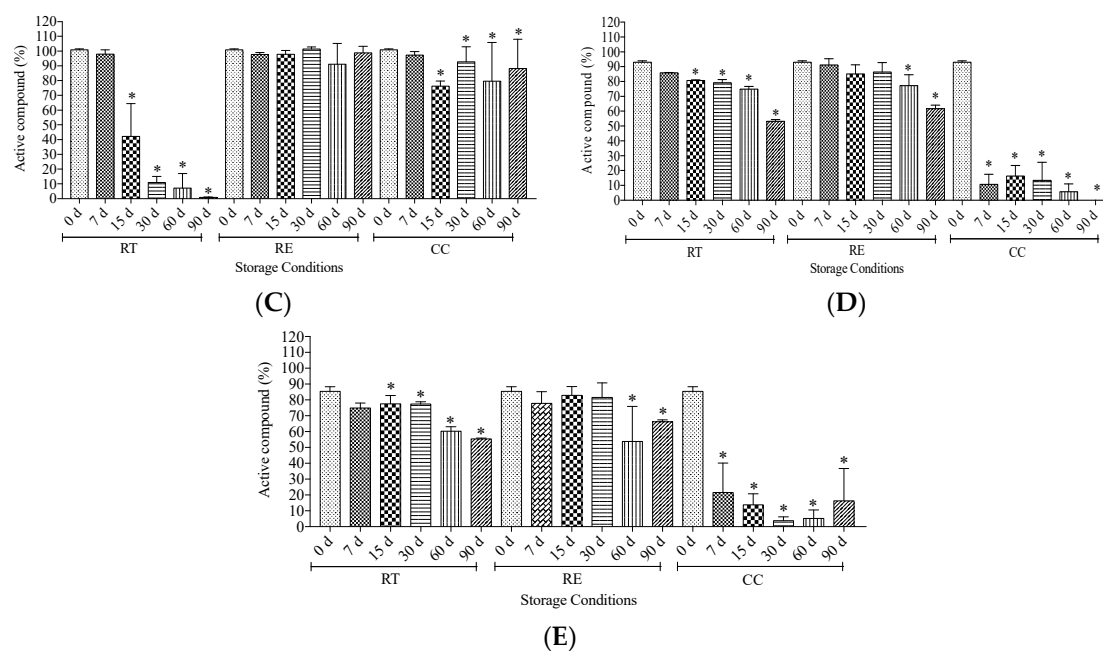 120
110
100
90
80
70
60
50
40
30
20
10
0
Active compound (%)
* * * * * * * * *
0 d 7 d 15 d 30 d 60 d 90 d 0 d 7 d 15 d 30 d 60 d 90 d 0 d 7 d 15 d 30 d 60 d 90 d
RT RE CC
Storage Conditions
(C)
120
110
100
90
80
70
60
50
40
30
20
10
0
Active compound (%)
* * * * * * * * * * *
0 d 7 d 15 d 30 d 60 d 90 d 0 d 7 d 15 d 30 d 60 d 90 d 0 d 7 d 15 d 30 d 60 d 90 d
RT RE CC
Storage Conditions
(D)
120
110
100
90
80
70
60
50
40
30
20
10
0
Active compound (%)
* * * * * * * * * * *
0 d 7 d 15 d 30 d 60 d 90 d 0 d 7 d 15 d 30 d 60 d 90 d 0 d 7 d 15 d 30 d 60 d 90 d
RT RE CC
Storage Conditions
(E)